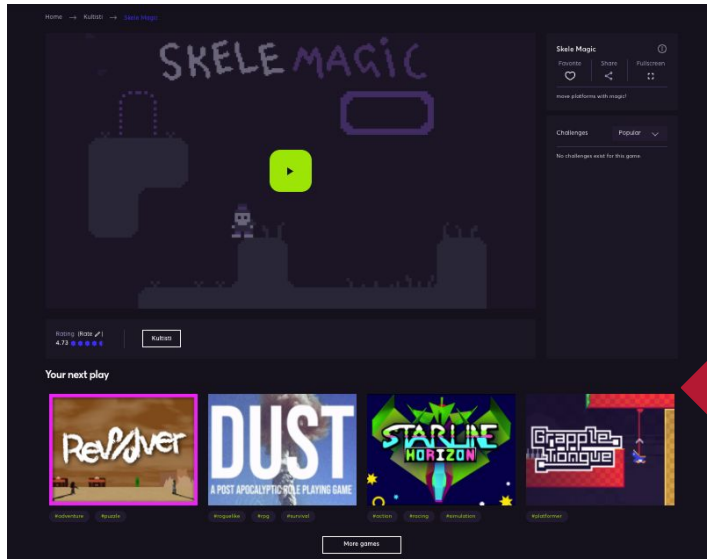 Home → Kultisti → Skele Magic
SKELE MAGIC
Skele Magic
Favorite Share Fullscreen
move platforms with magic!
Challenges Popular
No challenges exist for this game.
Rating (Rate )
4.73
Kultisti
Your next play
Revolver
DUST
A POST APOCALYPTIC ROLE PLAYING GAME
STARLINE
HORIZON
Grapple
Tongue
#adventure #puzzle
#roguelike #rpg #survival
#action #racing #simulation
#platformer
More games